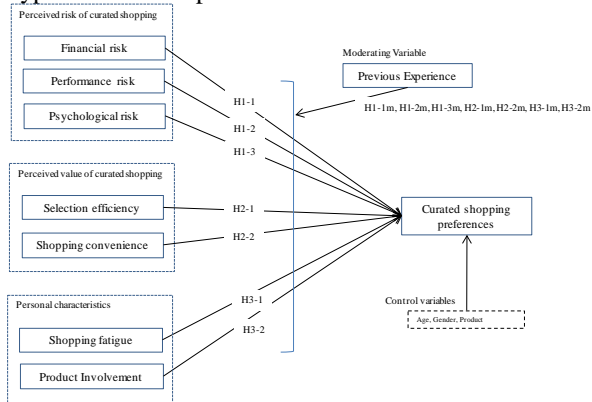 Perceived risk of curated shopping
Financial risk
Performance risk
Psychological risk
H1-1
H1-2
H1-3
Moderating Variable
Previous Experience
H1-1m, H1-2m, H1-3m, H2-1m, H2-2m, H3-1m, H3-2m
Perceived value of curated shopping
Selection efficiency
Shopping convenience
H2-1
H2-2
Curated shopping
preferences
Personal characteristics
Shopping fatigue
Product Involvement
H3-1
H3-2
Control variables
Age, Gender, Product